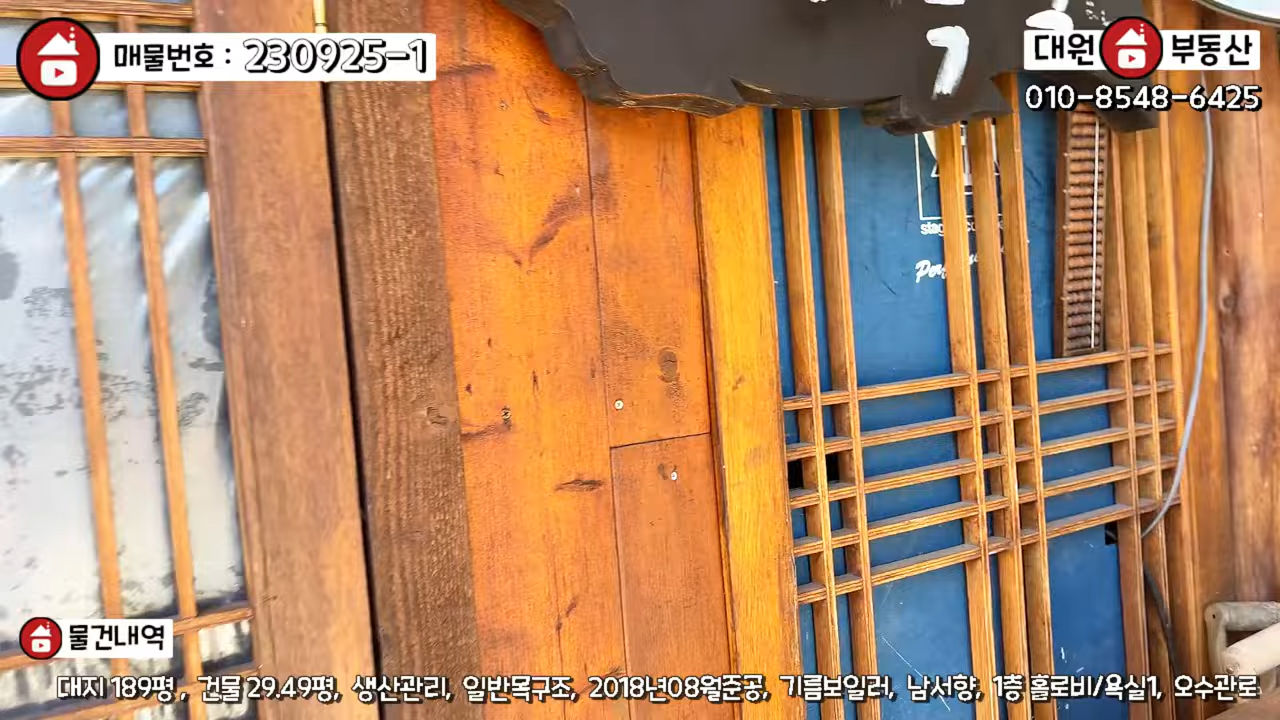 매물번호 : 230925-1
대원 부동산
010-8548-6425
물건내역
대지 189평, 건물 29.49평, 생산관리, 일반목구조, 2018년08월준공, 기름보일러, 남서향, 1층 홀로비/욕실1, 오수관로